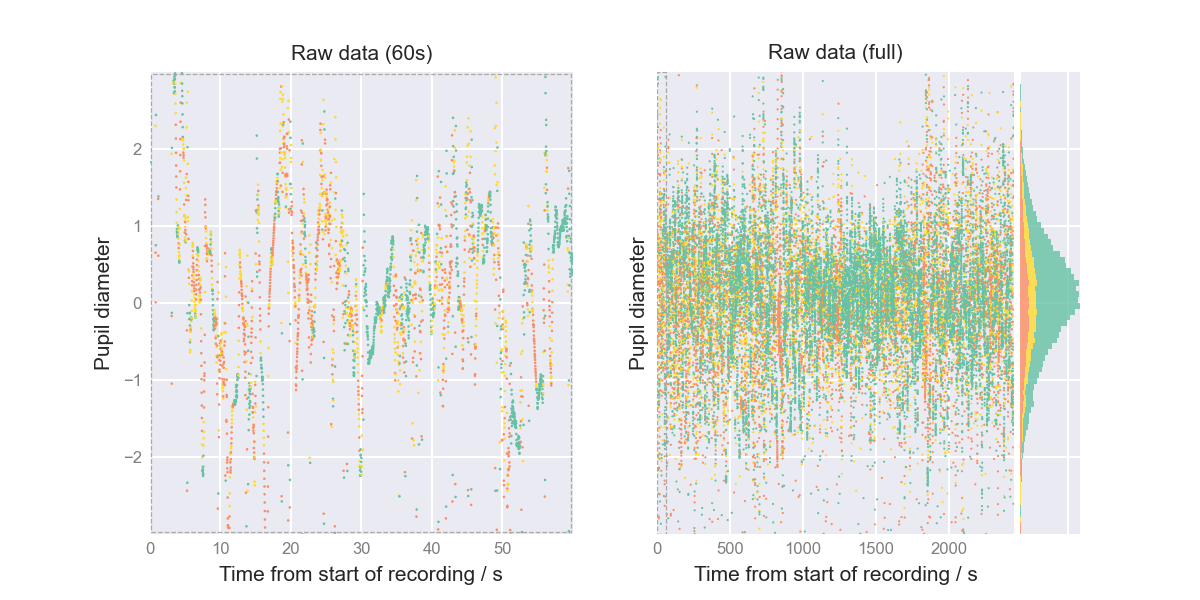 Raw data (60s)
Pupil diameter
2
1
0
−1
−2
0 10 20 30 40 50
Time from start of recording / s
Raw data (full)
Pupil diameter
0 500 1000 1500 2000
Time from start of recording / s